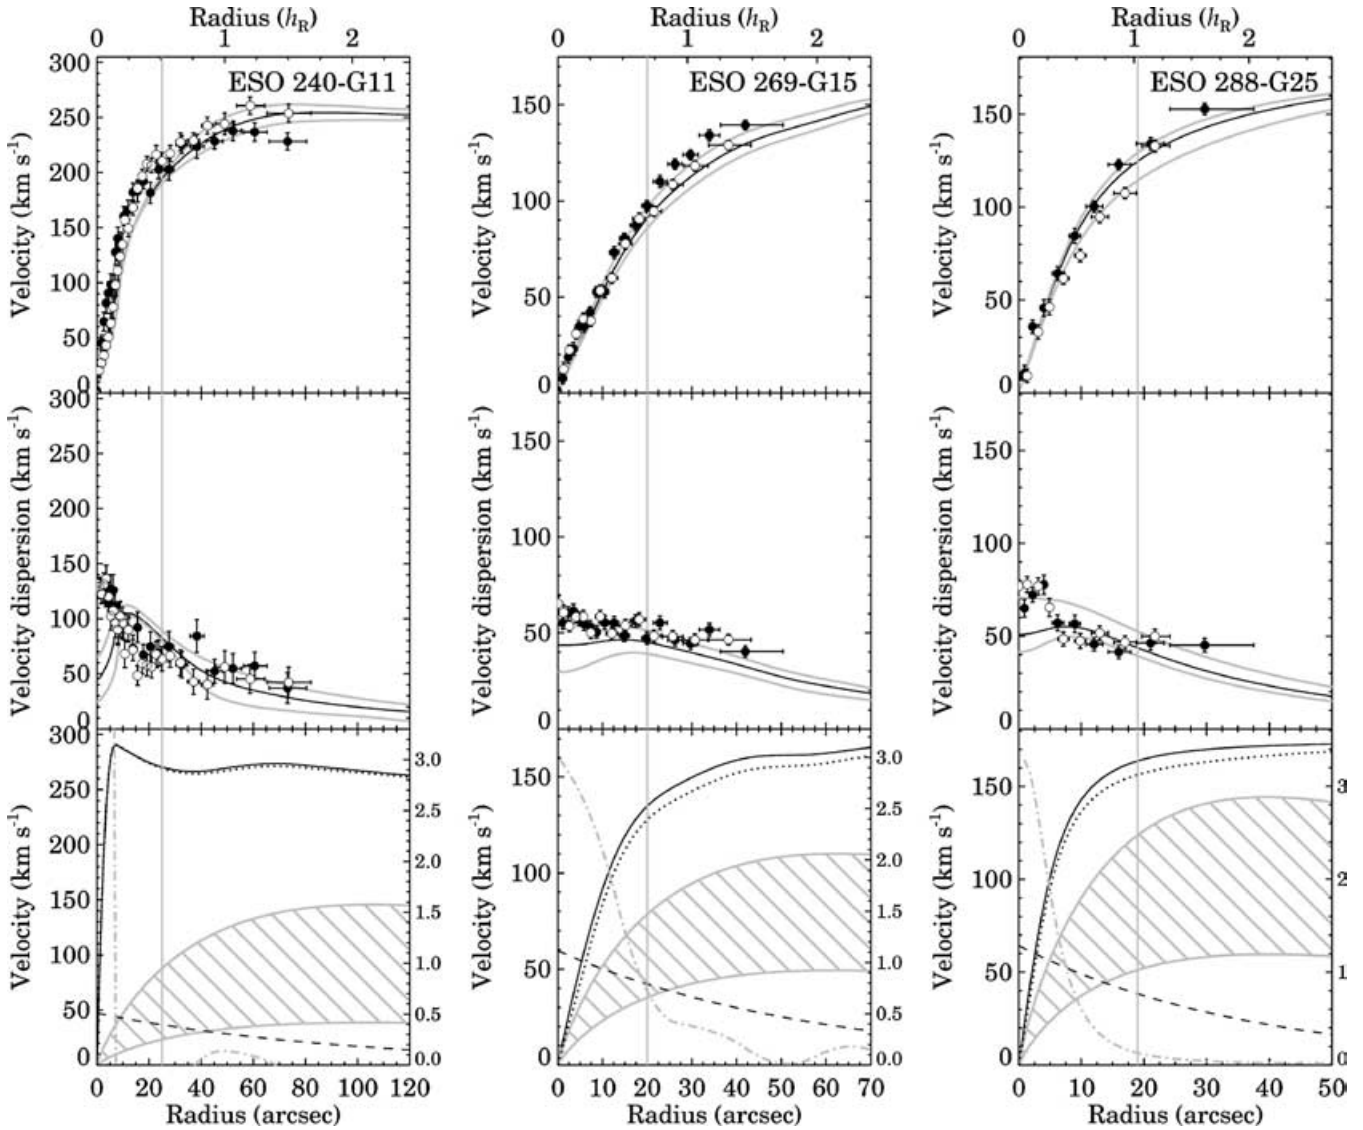 Radius (hR) Radius (hR) Radius (hR)
0 1 2 0 1 2 0 1 2
ESO 240-G11 ESO 269-G15 ESO 288-G25
Velocity (km s-1) 300 250 200 150 100 50 0
Velocity (km s-1) 150 100 50 0
Velocity (km s-1) 150 100 50 0
Velocity dispersion (km s-1) 300 250 200 150 100 50 0
Velocity dispersion (km s-1) 150 100 50 0
Velocity dispersion (km s-1) 150 100 50 0
Velocity (km s-1) 300 250 200 150 100 50 0
3.0 2.5 2.0 1.5 1.0 0.5 0.0
Velocity (km s-1) 150 100 50 0
3.0 2.5 2.0 1.5 1.0 0.5 0.0
Velocity (km s-1) 150 100 50 0
3 2 1 0
0 20 40 60 80 100 120
0 10 20 30 40 50 60 70
0 10 20 30 40 50
Radius (arcsec) Radius (arcsec) Radius (arcsec)